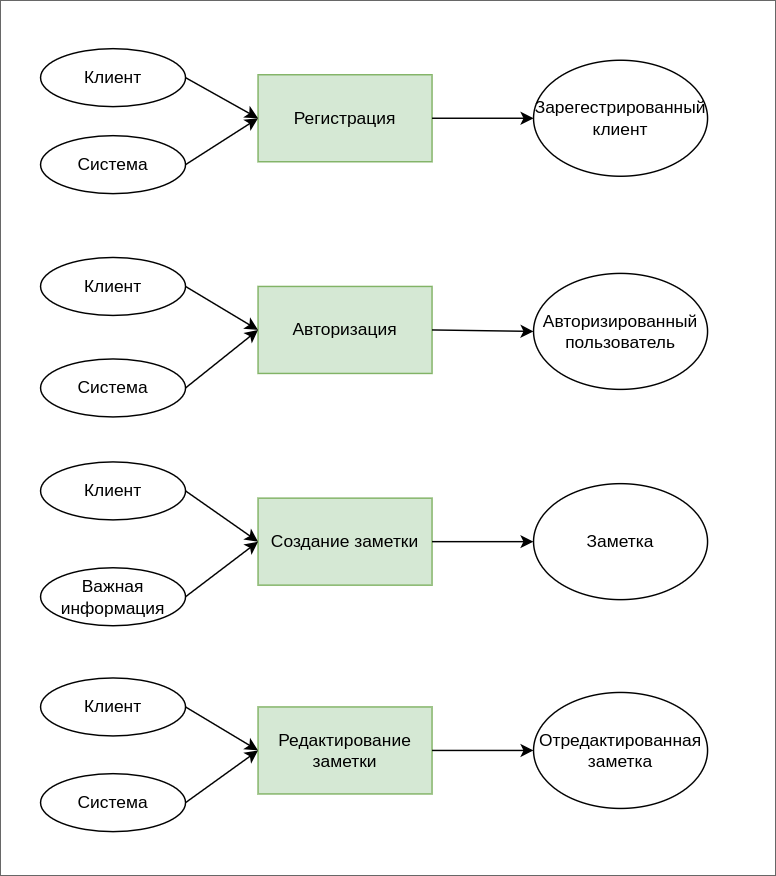 Клиент
Система
Регистрация
Зарегестрированный
клиент
Клиент
Система
Авторизация
Авторизированный
пользователь
Клиент
Важная
информация
Создание заметки
Заметка
Клиент
Система
Редактирование
заметки
Отредактированная
заметка